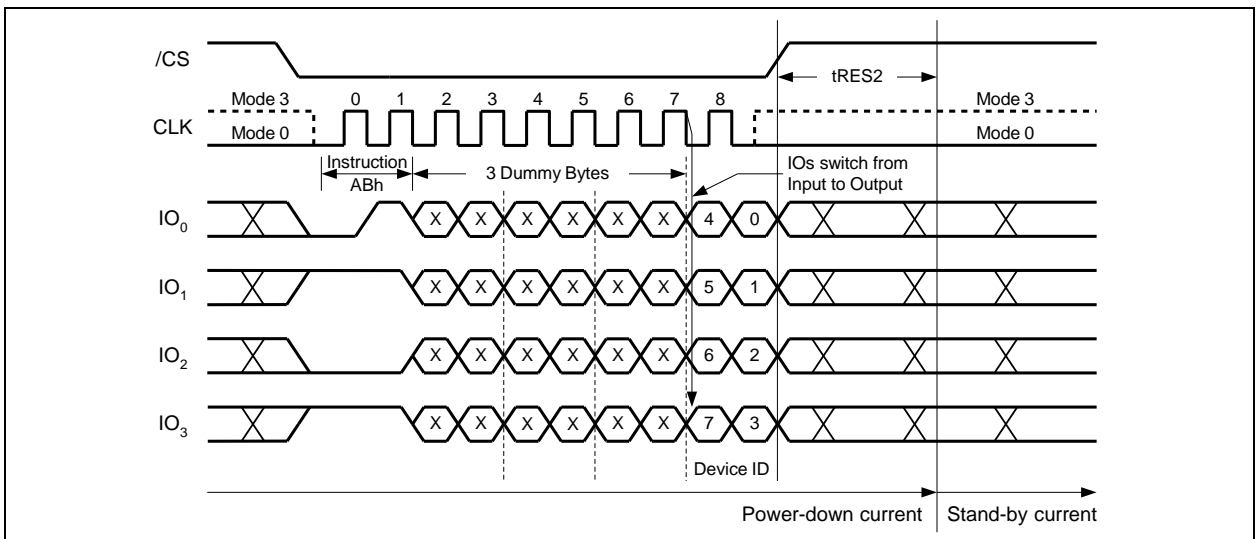 /CS
tRES2
Mode 3 0 1 2 3 4 5 6 7 8 Mode 3
CLK
Mode 0 Mode 0
Instruction
ABh
3 Dummy Bytes
IOs switch from
Input to Output
IO0 X X X X X X 4 0
IO1 X X X X X X 5 1
IO2 X X X X X X 6 2
IO3 X X X X X X 7 3
Device ID
Power-down current Stand-by current